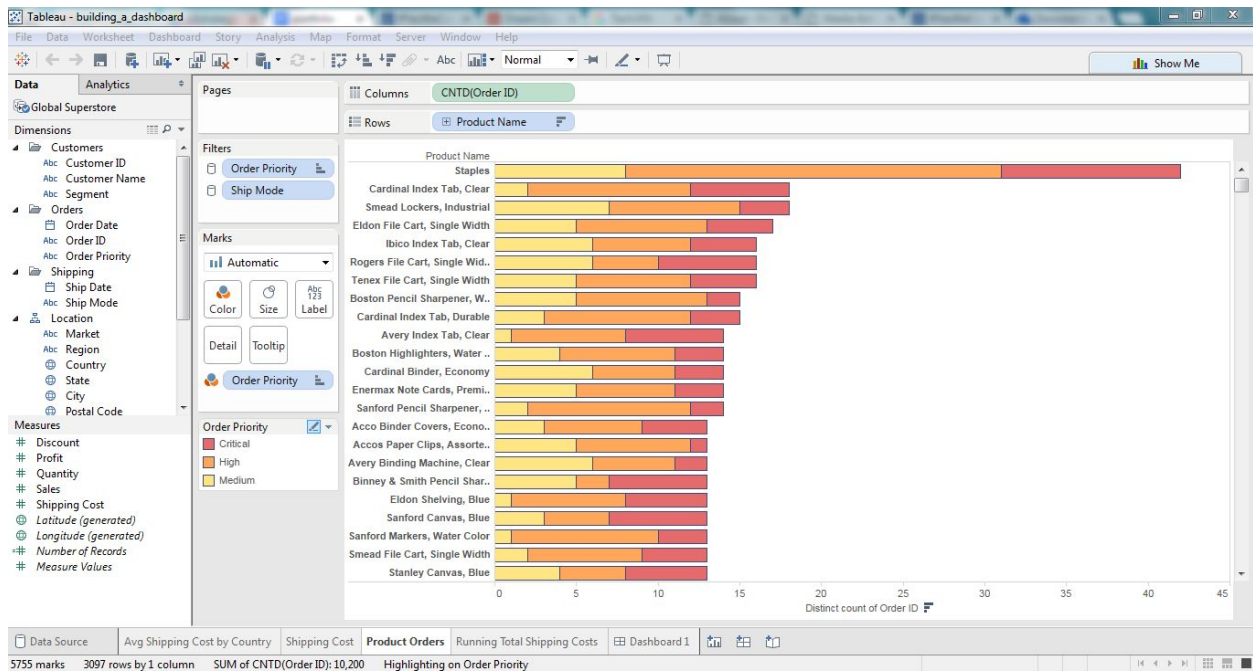 Tableau - building_a_dashboard
File Data Worksheet Dashboard Story Analysis Map Format Server Window Help
Abc Normal Show Me
Data Analytics
Global Superstore
Dimensions
Customers
Abc Customer ID
Abc Customer Name
Abc Segment
Orders
Order Date
Abc Order ID
Abc Order Priority
Shipping
Ship Date
Abc Ship Mode
Location
Abc Market
Abc Region
Country
State
City
Postal Code
Measures
# Discount
# Profit
# Quantity
# Sales
# Shipping Cost
Latitude (generated)
Longitude (generated)
=# Number of Records
# Measure Values
Pages
Filters
Order Priority
Ship Mode
Marks
Automatic
Color Size Abc 123 Label
Detail Tooltip
Order Priority
Order Priority
Critical
High
Medium
Columns CNTD(Order ID)
Rows Product Name
Product Name
Staples
Cardinal Index Tab, Clear
Smead Lockers, Industrial
Eldon File Cart, Single Width
Ibico Index Tab, Clear
Rogers File Cart, Single Wid..
Tenex File Cart, Single Width
Boston Pencil Sharpener, W..
Cardinal Index Tab, Durable
Avery Index Tab, Clear
Boston Highlighters, Water ..
Cardinal Binder, Economy
Enermax Note Cards, Premi..
Sanford Pencil Sharpener, ..
Acco Binder Covers, Econo..
Accos Paper Clips, Assorte..
Avery Binding Machine, Clear
Binney & Smith Pencil Shar..
Eldon Shelving, Blue
Sanford Canvas, Blue
Sanford Markers, Water Color
Smead File Cart, Single Width
Stanley Canvas, Blue
0 5 10 15 20 25 30 35 40 45
Distinct count of Order ID
Data Source Avg Shipping Cost by Country Shipping Cost Product Orders Running Total Shipping Costs Dashboard 1
5755 marks 3097 rows by 1 column SUM of CNTD(Order ID): 10,200 Highlighting on Order Priority